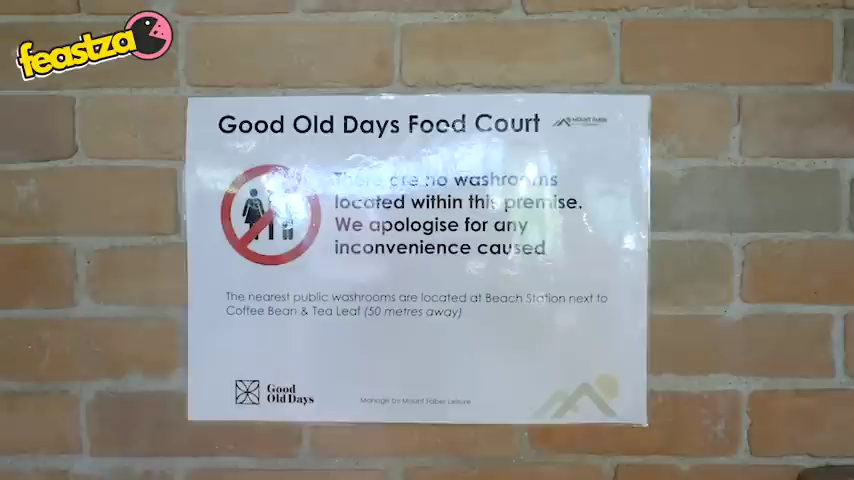 feastza
Good Old Days Food Court
MOUNT FABER
There are no washrooms
located within this premise.
We apologise for any
inconvenience caused
The nearest public washrooms are located at Beach Station next to
Coffee Bean & Tea Leaf (50 metres away)
Good
Old Days
Manage by Mount Faber Leisure